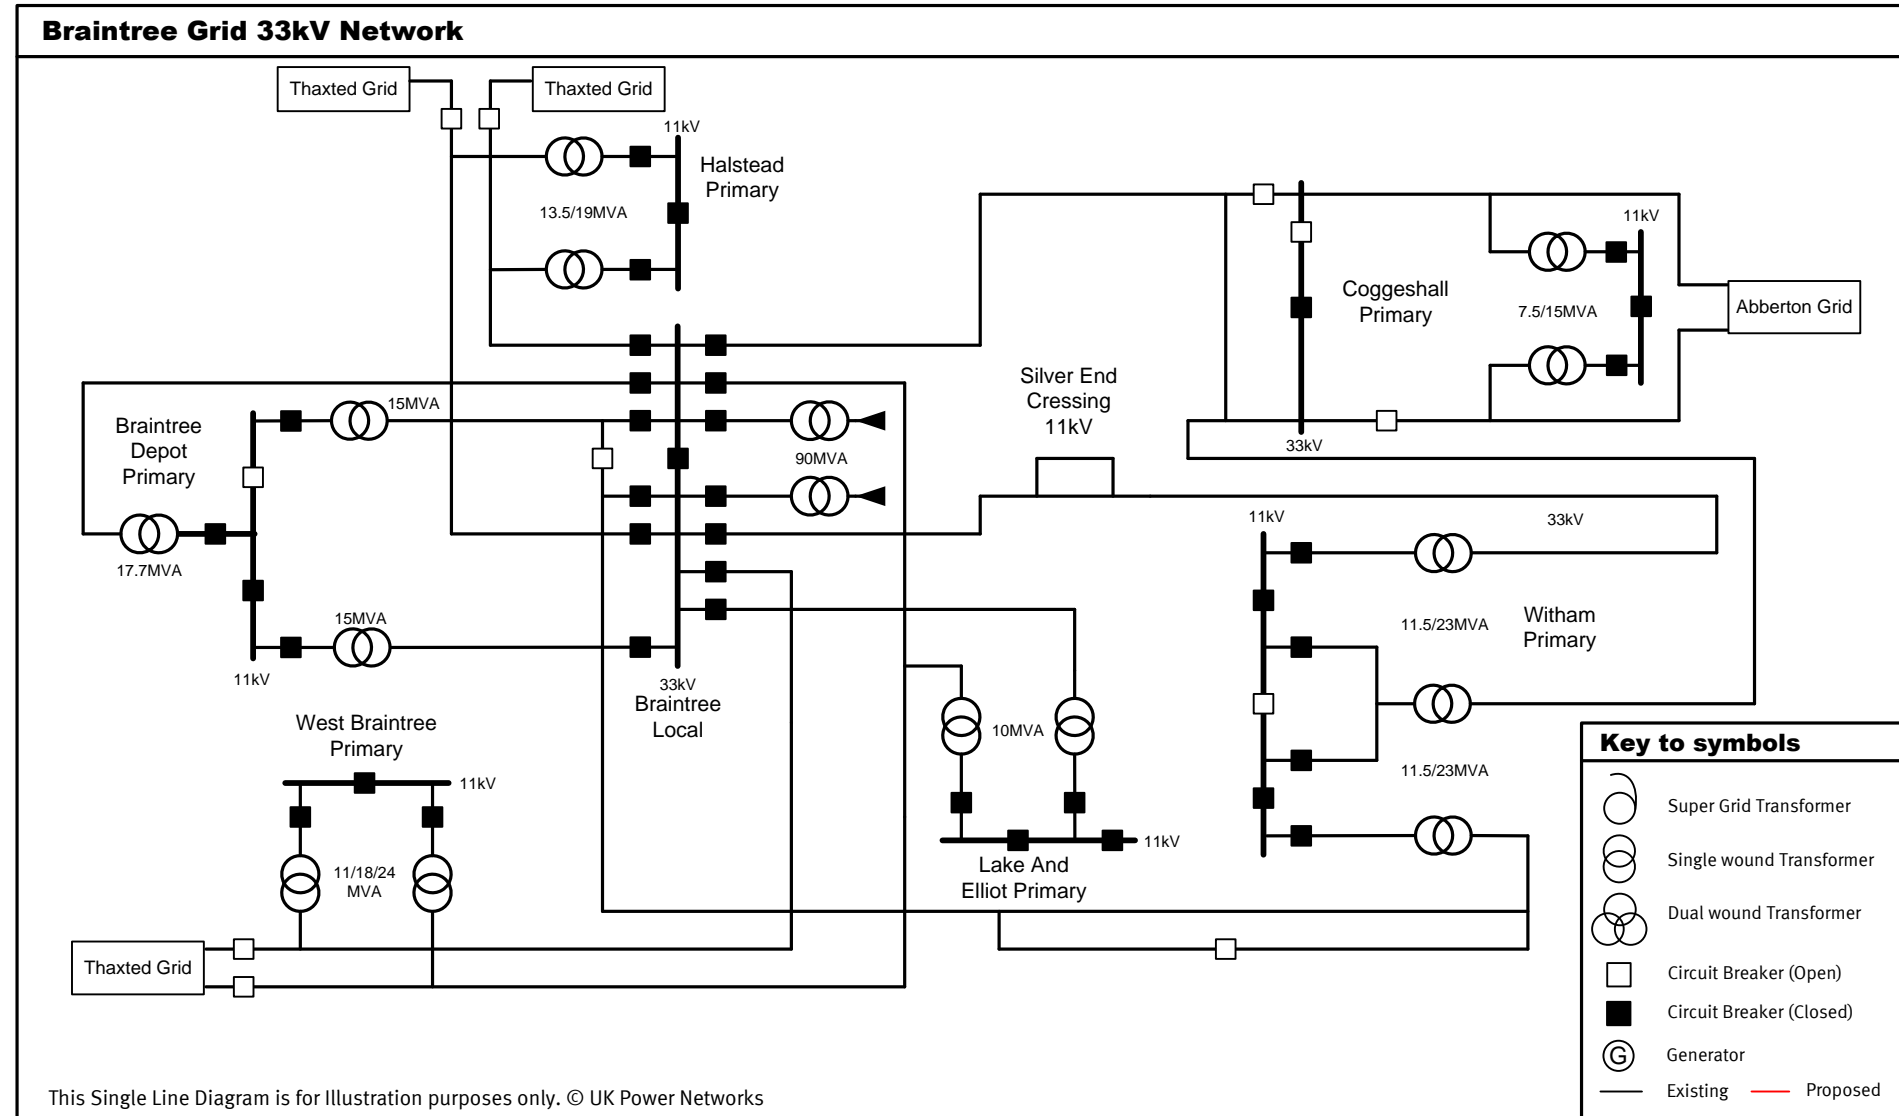 Braintree Grid 33kV Network
Thaxted Grid
Thaxted Grid
11kV
Halstead
Primary
13.5/19MVA
11kV
Coggeshall
Primary
7.5/15MVA
Abberton Grid
33kV
Silver End
Cressing
11kV
Braintree
Depot
Primary
15MVA
90MVA
17.7MVA
15MVA
11kV
33kV
Braintree
Local
11kV
33kV
11.5/23MVA
Witham
Primary
11.5/23MVA
West Braintree
Primary
11kV
11/18/24
MVA
Thaxted Grid
10MVA
11kV
Lake And
Elliot Primary
Key to symbols
Super Grid Transformer
Single wound Transformer
Dual wound Transformer
Circuit Breaker (Open)
Circuit Breaker (Closed)
G Generator
Existing Proposed
This Single Line Diagram is for Illustration purposes only. © UK Power Networks